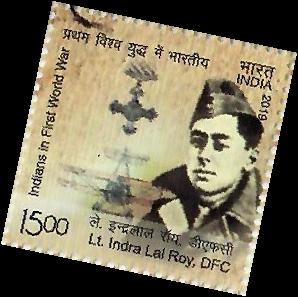 प्रथम विश्व युद्ध में भारतीय
भारत
INDIA
2019
Indians in First World War
1500
ले. इन्द्रलाल रॉय, डीएफसी
Lt. Indra Lal Roy, DFC